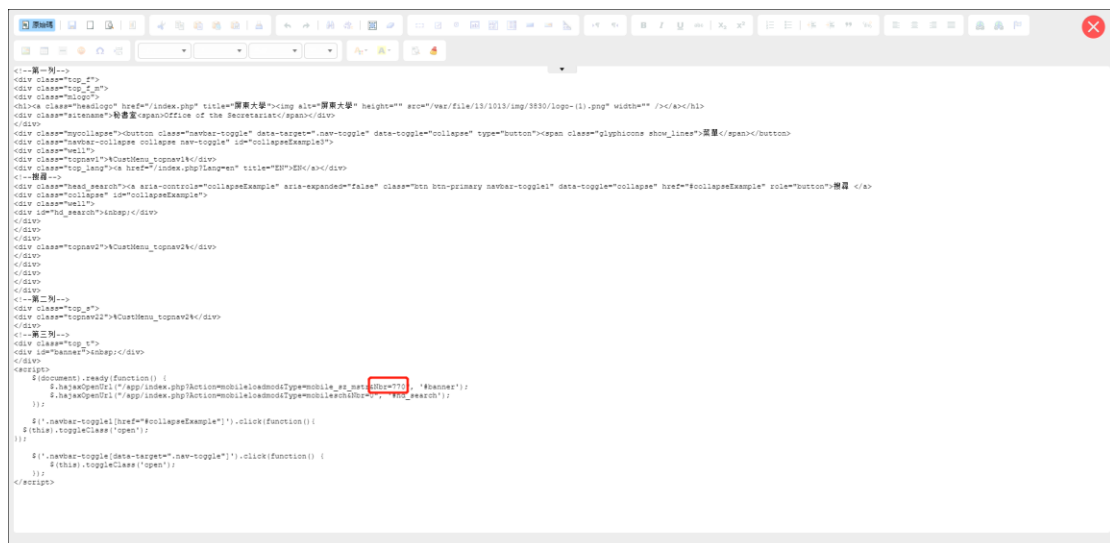 原始碼
<!--第一列-->
<div class="top_f">
<div class="top_f_m">
<div class="mlogo">
<h1><a class="headlogo" href="/index.php" title="屏東大學"><img alt="屏東大學" height="" src="/var/file/13/1013/img/3830/logo-(1).png" width="" /></a></h1>
<div class="sitename">秘書室<span>Office of the Secretariat</span></div>
</div>
<div class="mycollapse"><button class="navbar-toggle" data-target=".nav-toggle" data-toggle="collapse" type="button"><span class="glyphicons show_lines">菜單</span></button>
<div class="navbar-collapse collapse nav-toggle" id="collapseExample3">
<div class="well">
<div class="topnav1">%CustMenu_topnav1%</div>
<div class="top_lang"><a href="/index.php?Lang=en" title="EN">EN</a></div>
<!--搜尋-->
<div class="head_search"><a aria-controls="collapseExample" aria-expanded="false" class="btn btn-primary navbar-toggle1" data-toggle="collapse" href="#collapseExample" role="button">搜尋 </a>
<div class="collapse" id="collapseExample">
<div class="well">
<div id="hd_search">&nbsp;</div>
</div>
</div>
</div>
<div class="topnav2">%CustMenu_topnav2%</div>
</div>
</div>
</div>
</div>
</div>
<!--第二列-->
<div class="top_s">
<div class="topnav22">%CustMenu_topnav2%</div>
</div>
<!--第三列-->
<div class="top_t">
<div id="banner">&nbsp;</div>
</div>
<script>
$(document).ready(function() {
$.hajaxOpenUrl("/app/index.php?Action=mobileloadmod&Type=mobile_sz_mstr&Nbr=770", '#banner');
$.hajaxOpenUrl("/app/index.php?Action=mobileloadmod&Type=mobilesch&Nbr=0", '#hd_search');
});
$('.navbar-toggle1[href="#collapseExample"]').click(function(){
$(this).toggleClass('open');
});
$('.navbar-toggle[data-target=".nav-toggle"]').click(function() {
$(this).toggleClass('open');
});
</script>